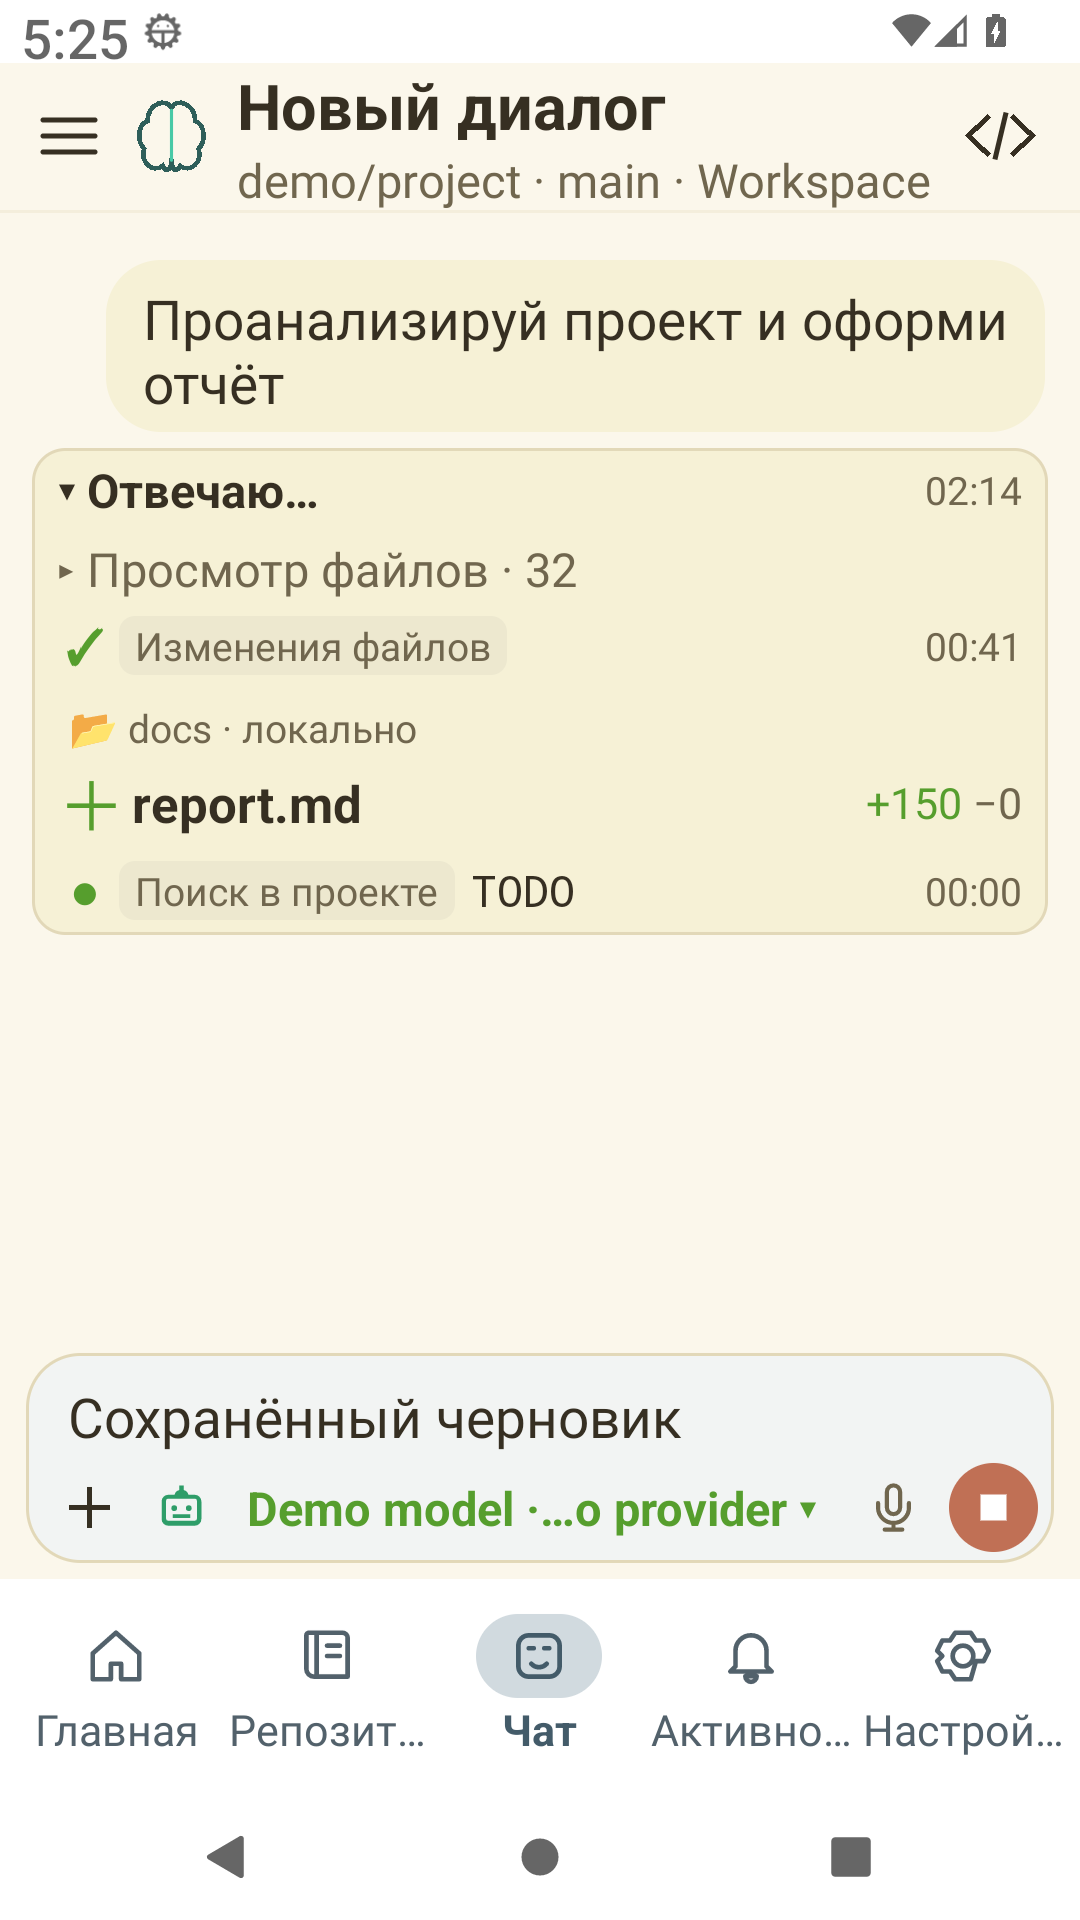 5:25
Новый диалог
demo/project · main · Workspace
Проанализируй проект и оформи
отчёт
▾ Отвечаю… 02:14
▸ Просмотр файлов · 32
✓ Изменения файлов 00:41
📂 docs · локально
+ report.md +150 −0
● Поиск в проекте TODO 00:00
Сохранённый черновик
Demo model ·…o provider ▾
Главная Репозит… Чат Активно… Настрой…